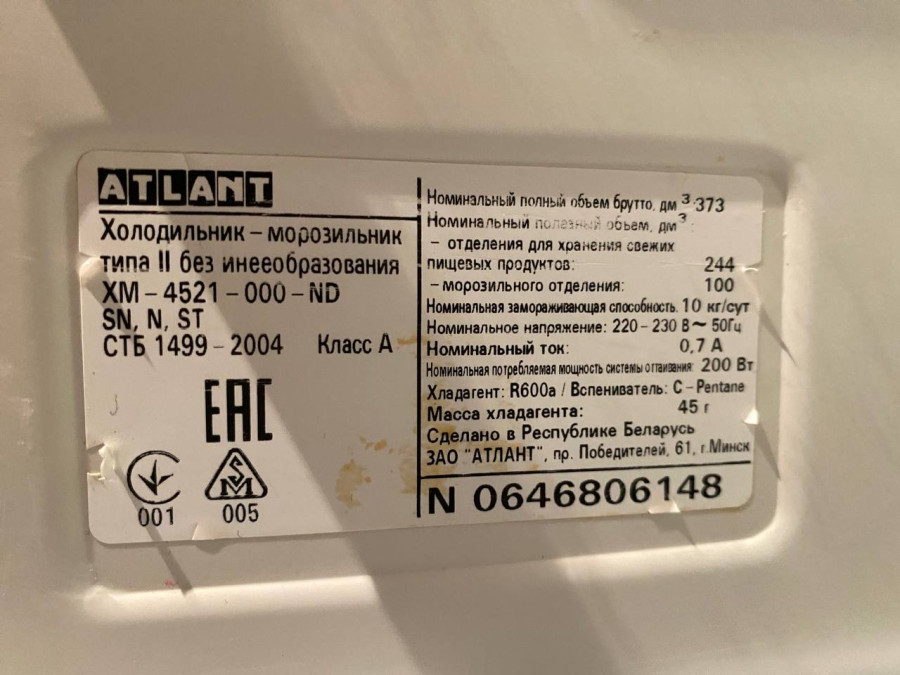 ATLANT
Холодильник – морозильник
типа II без инееобразования
ХМ – 4521 – 000 – ND
SN, N, ST
СТБ 1499 – 2004 Класс А
ЕАС
001
005
Номинальный полный объем брутто, дм³ 373
Номинальный полезный объем, дм³:
– отделения для хранения свежих
пищевых продуктов: 244
– морозильного отделения: 100
Номинальная замораживающая способность: 10 кг/сут
Номинальное напряжение: 220 – 230 В ~ 50Гц
Номинальный ток: 0,7 А
Номинальная потребляемая мощность системы оттаивания: 200 Вт
Хладагент: R600a / Вспениватель: C – Pentane
Масса хладагента: 45 г
Сделано в Республике Беларусь
ЗАО "АТЛАНТ", пр. Победителей, 61, г.Минск
N 0646806148